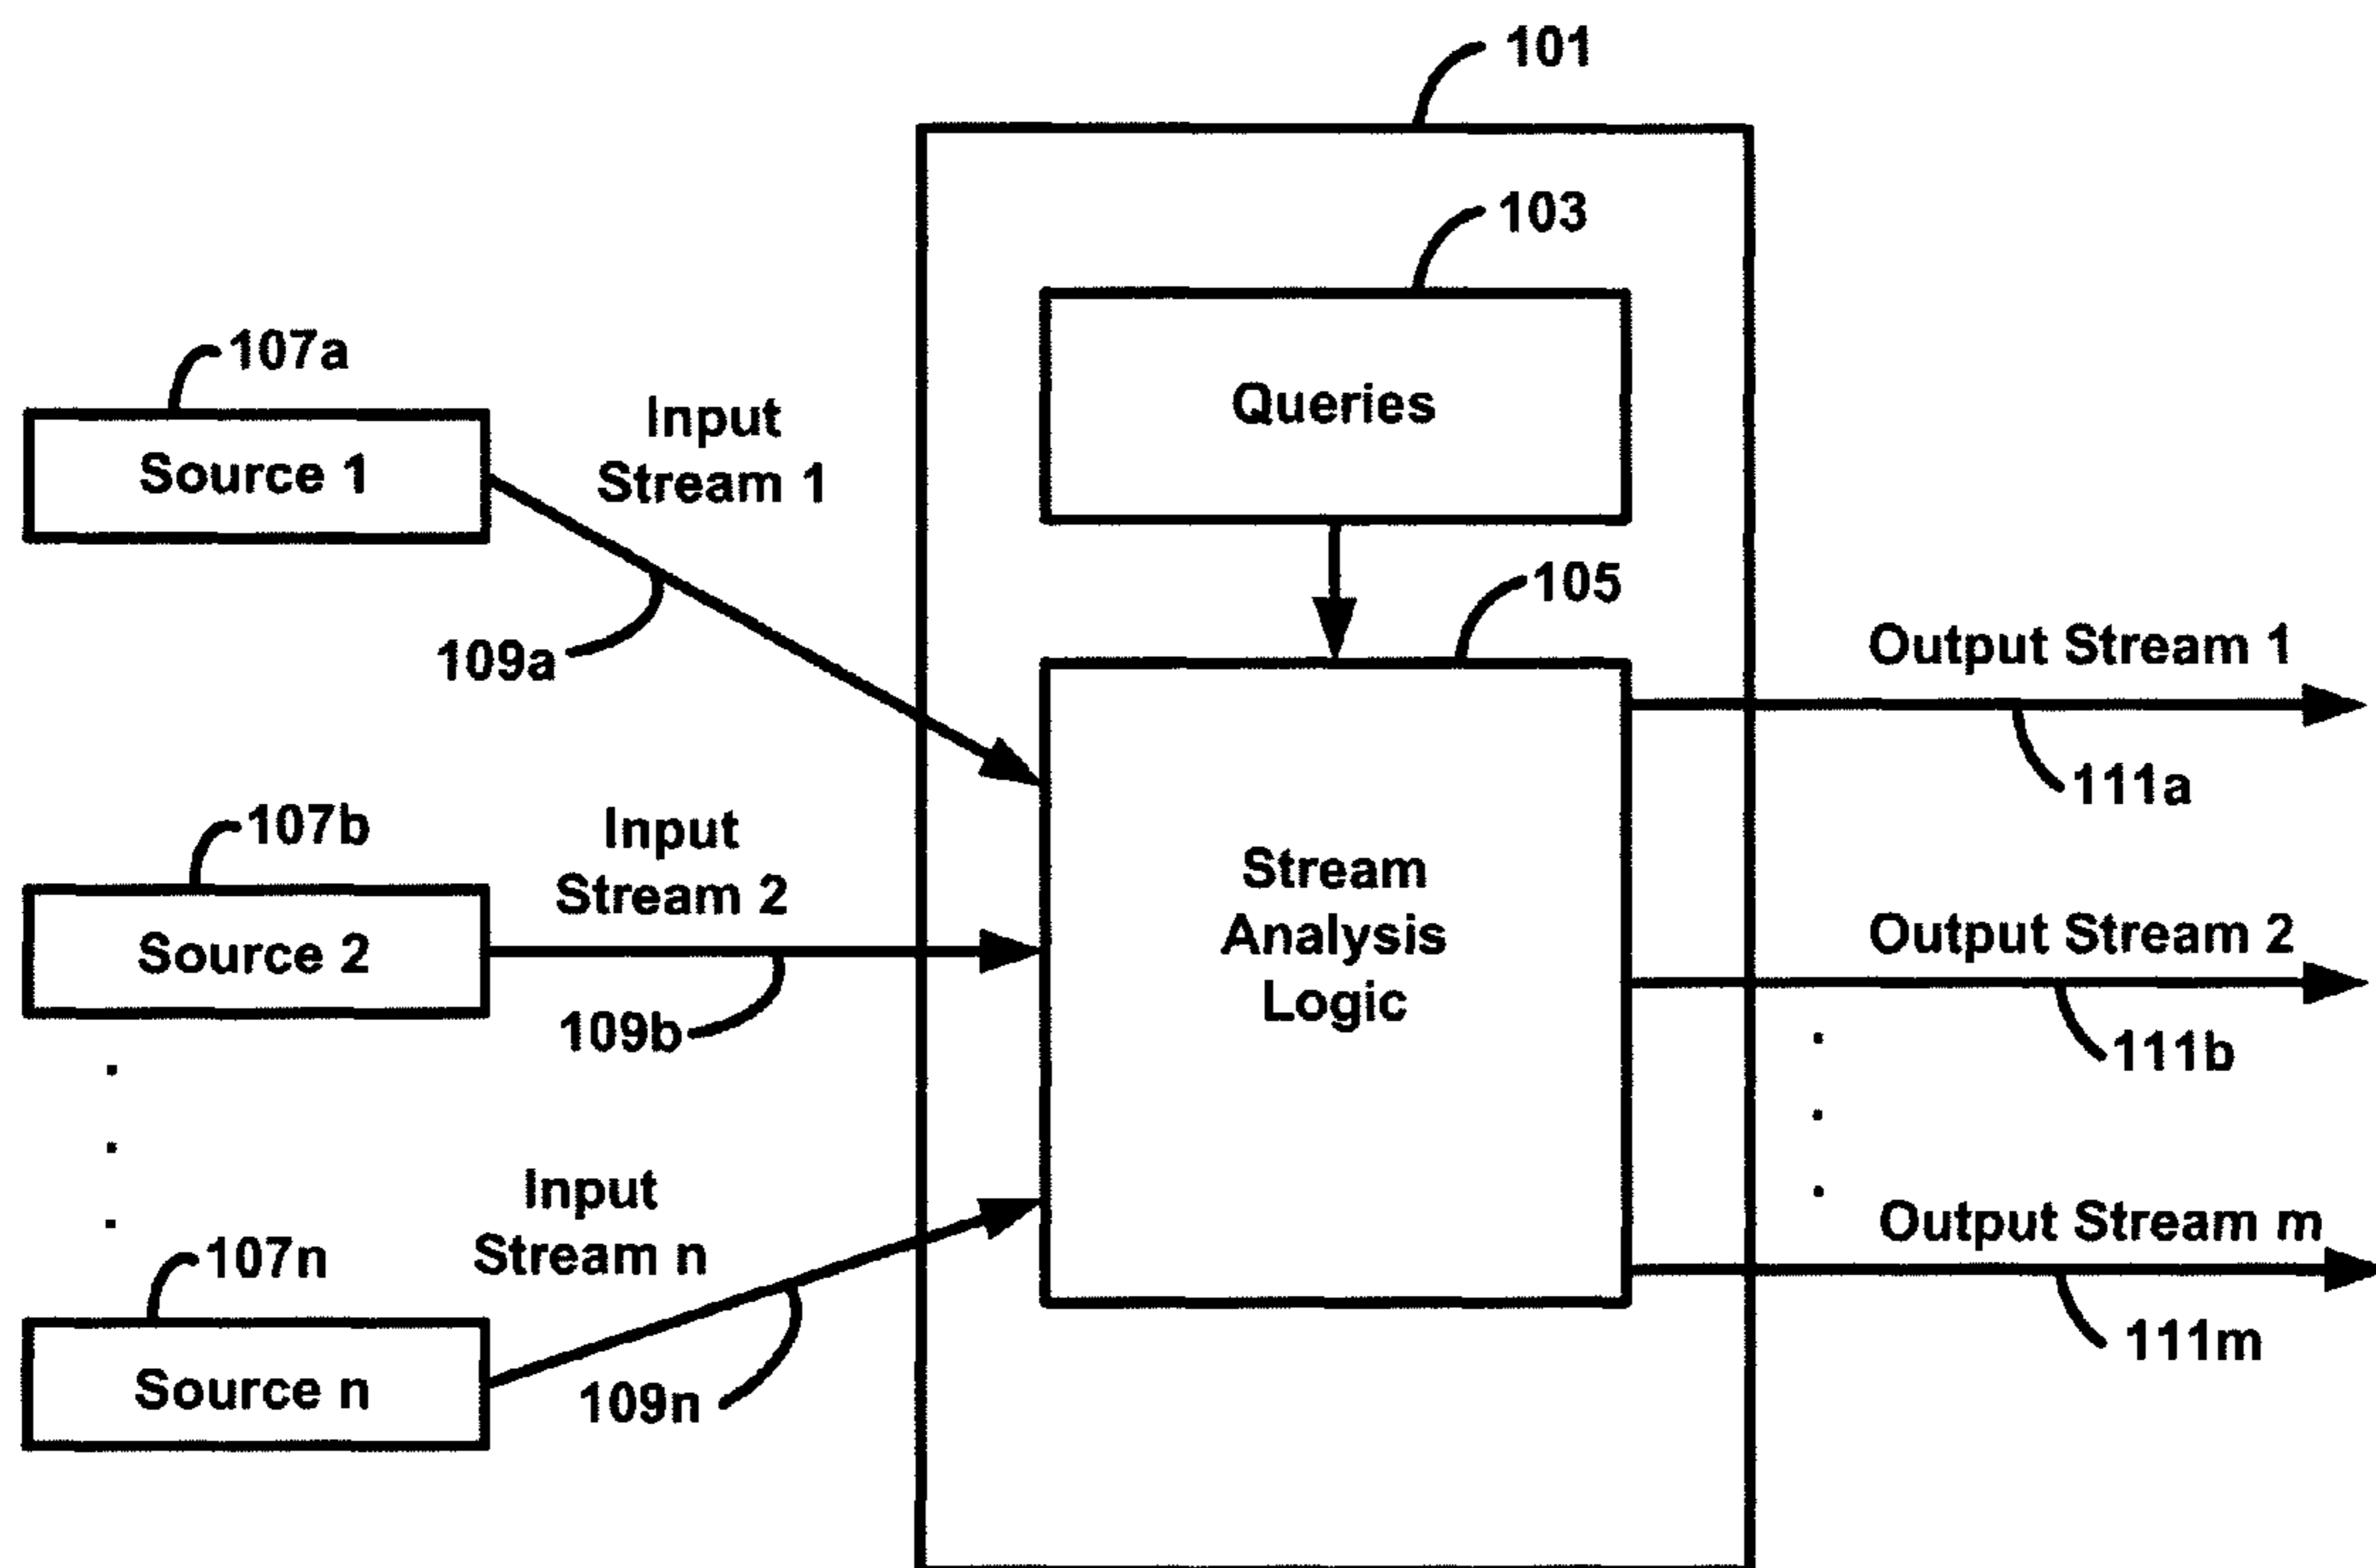 101
103
Queries
107a
Source 1
Input
Stream 1
109a
105
Stream
Analysis
Logic
Output Stream 1
111a
107b
Source 2
Input
Stream 2
109b
Output Stream 2
111b
107n
Source n
Input
Stream n
109n
Output Stream m
111m